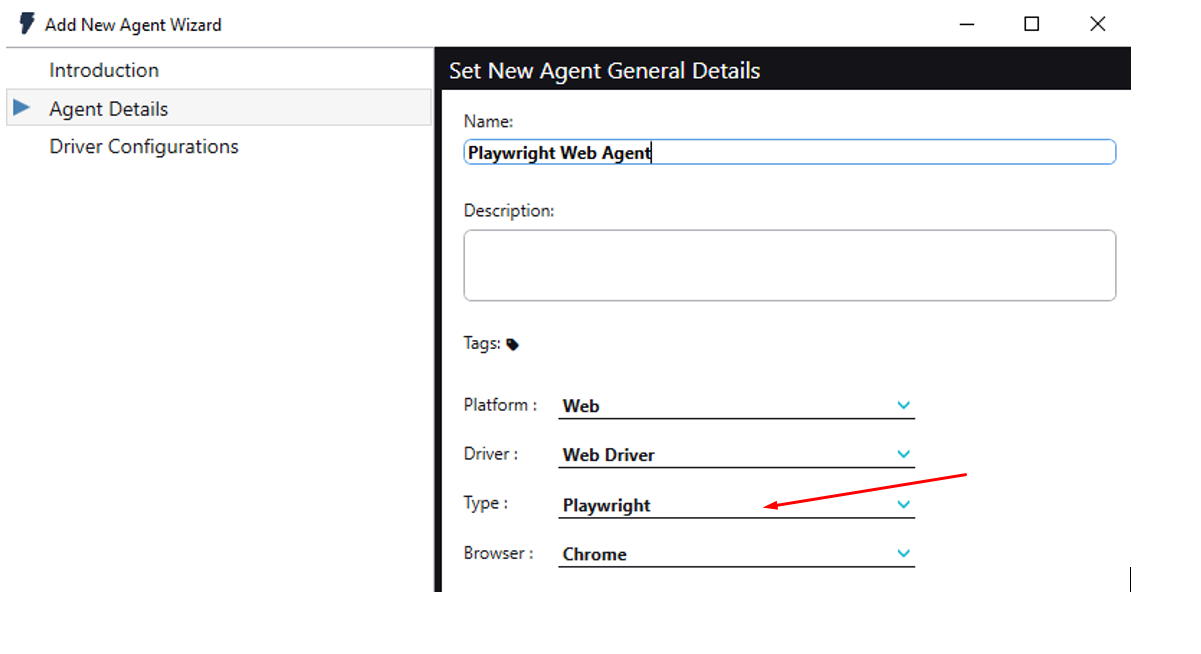 Add New Agent Wizard
Introduction
Agent Details
Driver Configurations
Set New Agent General Details
Name:
Playwright Web Agent
Description:
Tags:
Platform : Web
Driver : Web Driver
Type : Playwright
Browser : Chrome